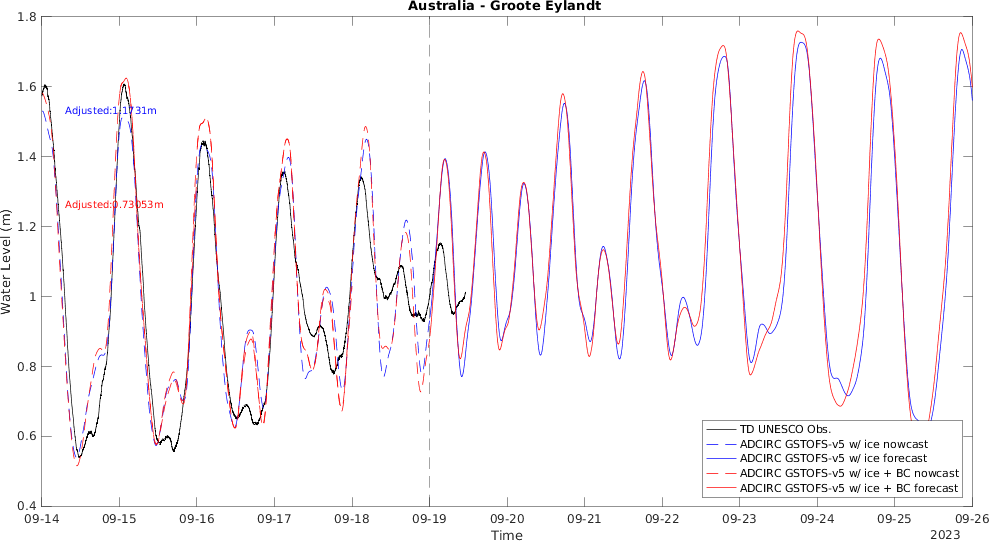 Australia - Groote Eylandt
1.8
1.6
1.4
1.2
1
0.8
0.6
0.4
Water Level (m)
Adjusted:1.1731m
Adjusted:0.73053m
TD UNESCO Obs.
ADCIRC GSTOFS-v5 w/ ice nowcast
ADCIRC GSTOFS-v5 w/ ice forecast
ADCIRC GSTOFS-v5 w/ ice + BC nowcast
ADCIRC GSTOFS-v5 w/ ice + BC forecast
09-14 09-15 09-16 09-17 09-18 09-19 09-20 09-21 09-22 09-23 09-24 09-25 09-26
Time
2023